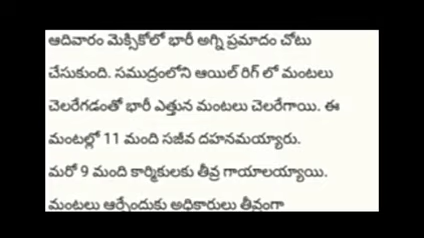 ఆదివారం మెక్సికోలో భారీ అగ్ని ప్రమాదం చోటు
చేసుకుంది. సముద్రంలోని ఆయిల్ రిగ్ లో మంటలు
చెలరేగడంతో భారీ ఎత్తున మంటలు చెలరేగాయి. ఈ
మంటల్లో 11 మంది సజీవ దహనమయ్యారు.
మరో 9 మంది కార్మికులకు తీవ్ర గాయాలయ్యాయి.
మంటలు ఆర్పేందుకు అధికారులు తీవ్రంగా